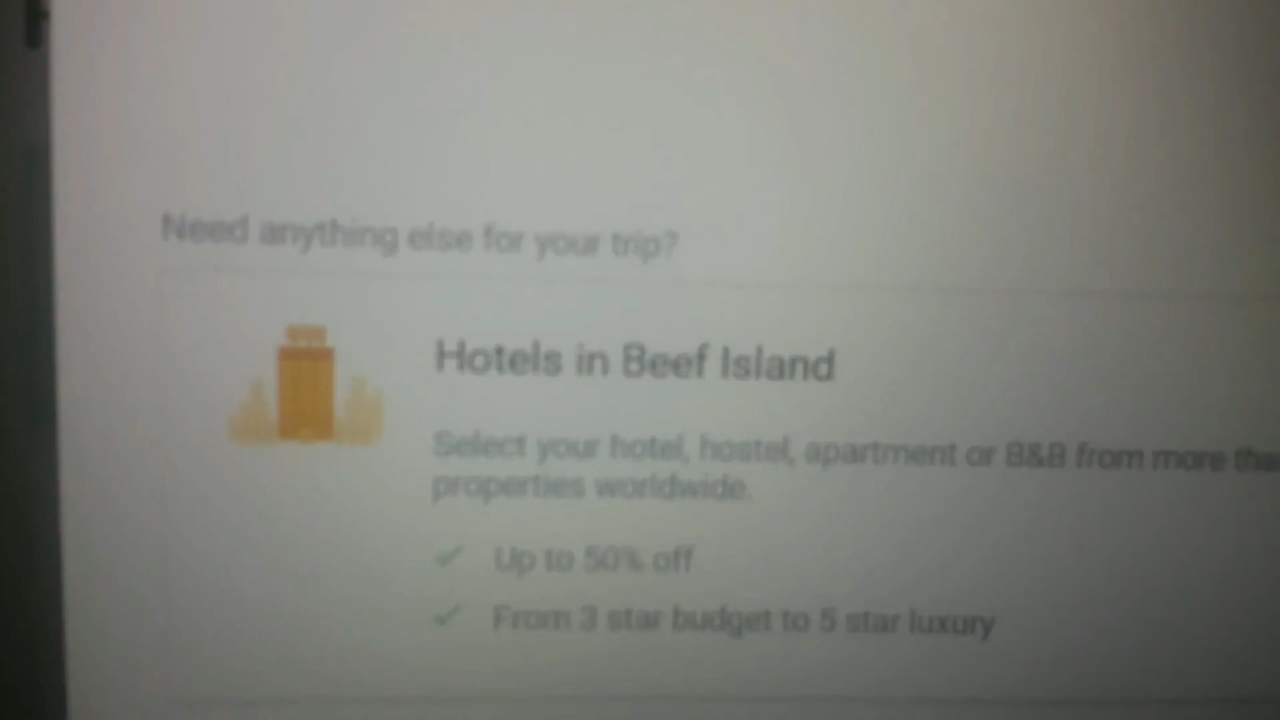 Need anything else for your trip?
Hotels in Beef Island
Select your hotel, hostel, apartment or B&B from more
properties worldwide.
Up to 50% off
From 3 star budget to 5 star luxury